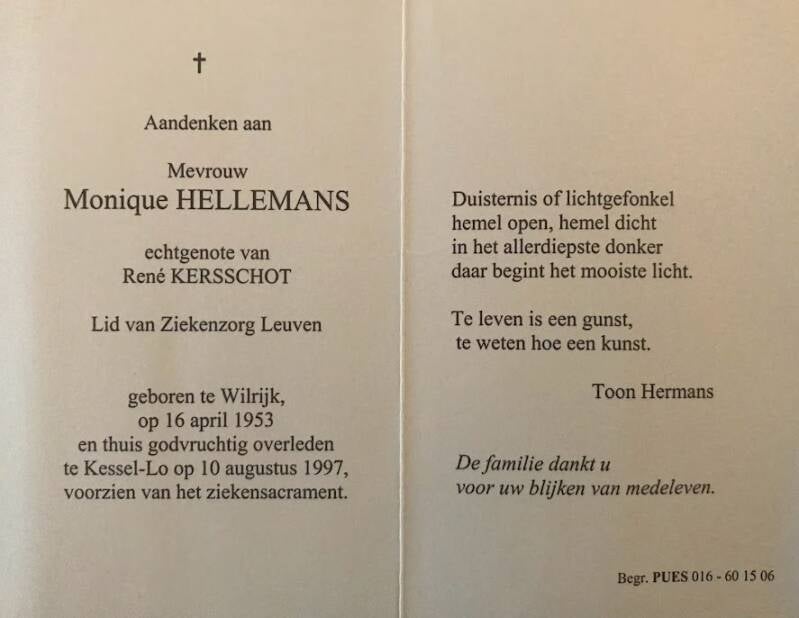 Aandenken aan
Mevrouw
Monique HELLEMANS
echtgenote van
René KERSSCHOT
Lid van Ziekenzorg Leuven
geboren te Wilrijk,
op 16 april 1953
en thuis godvruchtig overleden
te Kessel-Lo op 10 augustus 1997,
voorzien van het ziekensacrament.
Duisternis of lichtgefonkel
hemel open, hemel dicht
in het allerdiepste donker
daar begint het mooiste licht.
Te leven is een gunst,
te weten hoe een kunst.
Toon Hermans
De familie dankt u
voor uw blijken van medeleven.
Begr. PUES 016 - 60 15 06